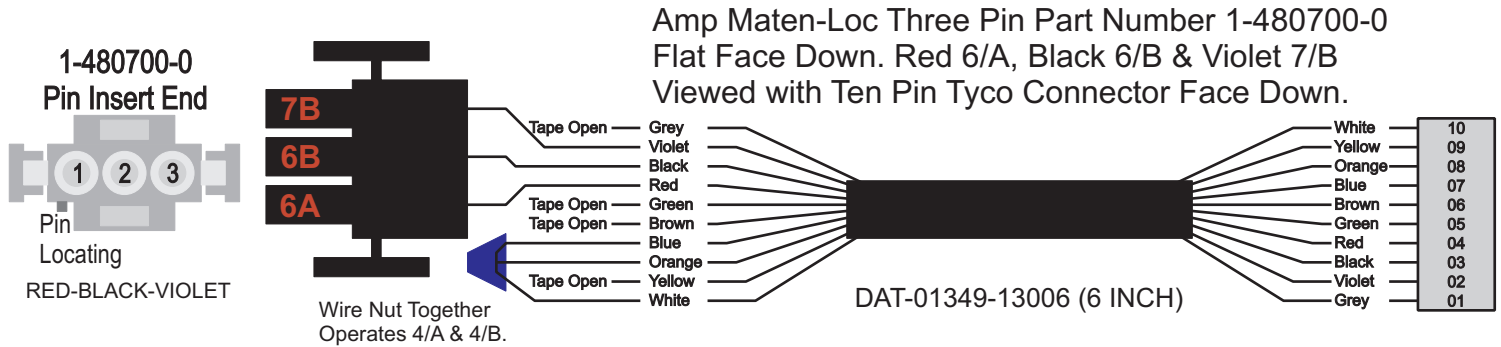 Amp Maten-Loc Three Pin Part Number 1-480700-0
Flat Face Down. Red 6/A, Black 6/B & Violet 7/B
Viewed with Ten Pin Tyco Connector Face Down.
1-480700-0
Pin Insert End
1 2 3
Pin
Locating
RED-BLACK-VIOLET
7B
6B
6A
Wire Nut Together
Operates 4/A & 4/B.
Tape Open Grey
Violet
Black
Red
Tape Open Green
Tape Open Brown
Blue
Orange
Tape Open Yellow
White
DAT-01349-13006 (6 INCH)
White 10
Yellow 09
Orange 08
Blue 07
Brown 06
Green 05
Red 04
Black 03
Violet 02
Grey 01